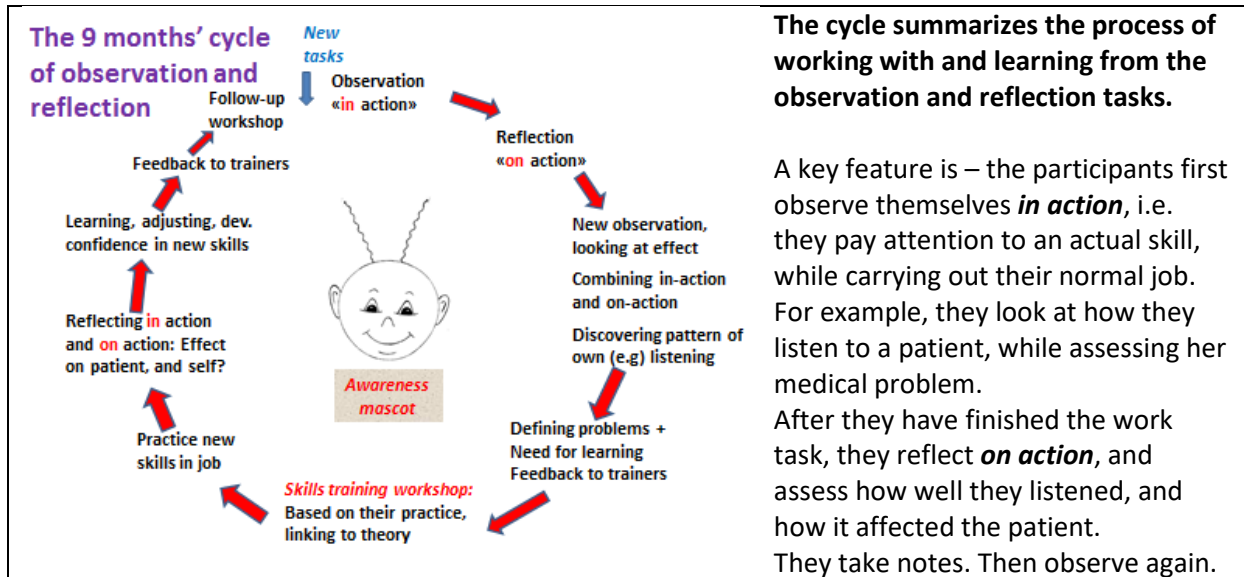 The 9 months’ cycle
of observation and
reflection
New
tasks
Observation
«in action»
Reflection
«on action»
New observation,
looking at effect
Combining in-action
and on-action
Discovering pattern of
own (e.g) listening
Defining problems +
Need for learning
Feedback to trainers
Skills training workshop:
Based on their practice,
linking to theory
Practice new
skills in job
Reflecting in action
and on action: Effect
on patient, and self?
Learning, adjusting, dev.
confidence in new skills
Feedback to trainers
Follow-up
workshop
Awareness
mascot
The cycle summarizes the process of
working with and learning from the
observation and reflection tasks.
A key feature is – the participants first
observe themselves in action, i.e.
they pay attention to an actual skill,
while carrying out their normal job.
For example, they look at how they
listen to a patient, while assessing her
medical problem.
After they have finished the work
task, they reflect on action, and
assess how well they listened, and
how it affected the patient.
They take notes. Then observe again.